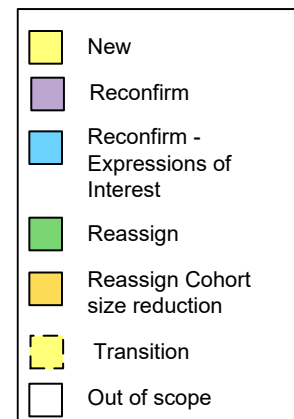 New
Reconfirm
Reconfirm -
Expressions of
Interest
Reassign
Reassign Cohort
size reduction
Transition
Out of scope